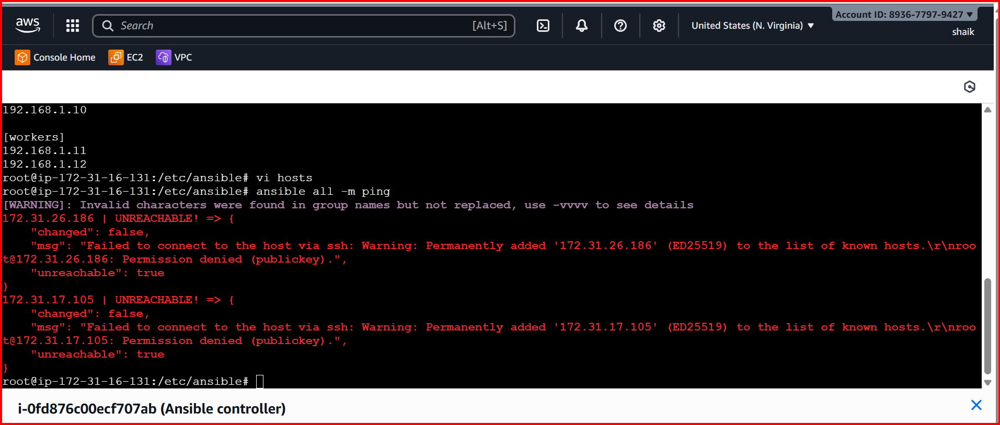 aws
Search
[Alt+S]
United States (N. Virginia) ▼
Account ID: 8936-7797-9427 ▼
shaik
Console Home
EC2
VPC
192.168.1.10
[workers]
192.168.1.11
192.168.1.12
root@ip-172-31-16-131:/etc/ansible# vi hosts
root@ip-172-31-16-131:/etc/ansible# ansible all -m ping
[WARNING]: Invalid characters were found in group names but not replaced, use -vvvv to see details
172.31.26.186 | UNREACHABLE! => {
    "changed": false,
    "msg": "Failed to connect to the host via ssh: Warning: Permanently added '172.31.26.186' (ED25519) to the list of known hosts.\r\nroo
t@172.31.26.186: Permission denied (publickey).",
    "unreachable": true
}
172.31.17.105 | UNREACHABLE! => {
    "changed": false,
    "msg": "Failed to connect to the host via ssh: Warning: Permanently added '172.31.17.105' (ED25519) to the list of known hosts.\r\nroo
t@172.31.17.105: Permission denied (publickey).",
    "unreachable": true
}
root@ip-172-31-16-131:/etc/ansible#
i-0fd876c00ecf707ab (Ansible controller)